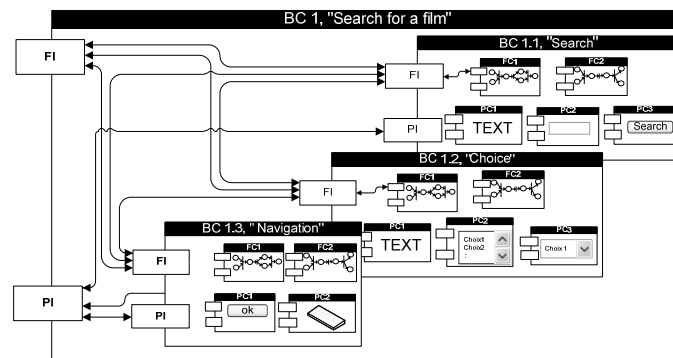 BC 1, "Search for a film"
FI
BC 1.1, "Search"
FC1
FC2
FI
PC1
PC2
PC3
PI
TEXT
Search
BC 1.2, "Choice"
FC1
FC2
FI
BC 1.3, " Navigation"
PC1
PC2
PC3
TEXT
Choix1
Choix2
:
Choix 1
FC1
FC2
FI
PC1
PC2
ok
PI
PI